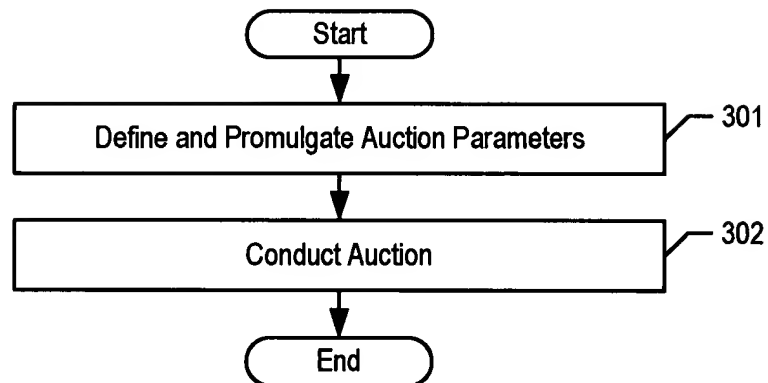 Start
Define and Promulgate Auction Parameters
301
Conduct Auction
302
End